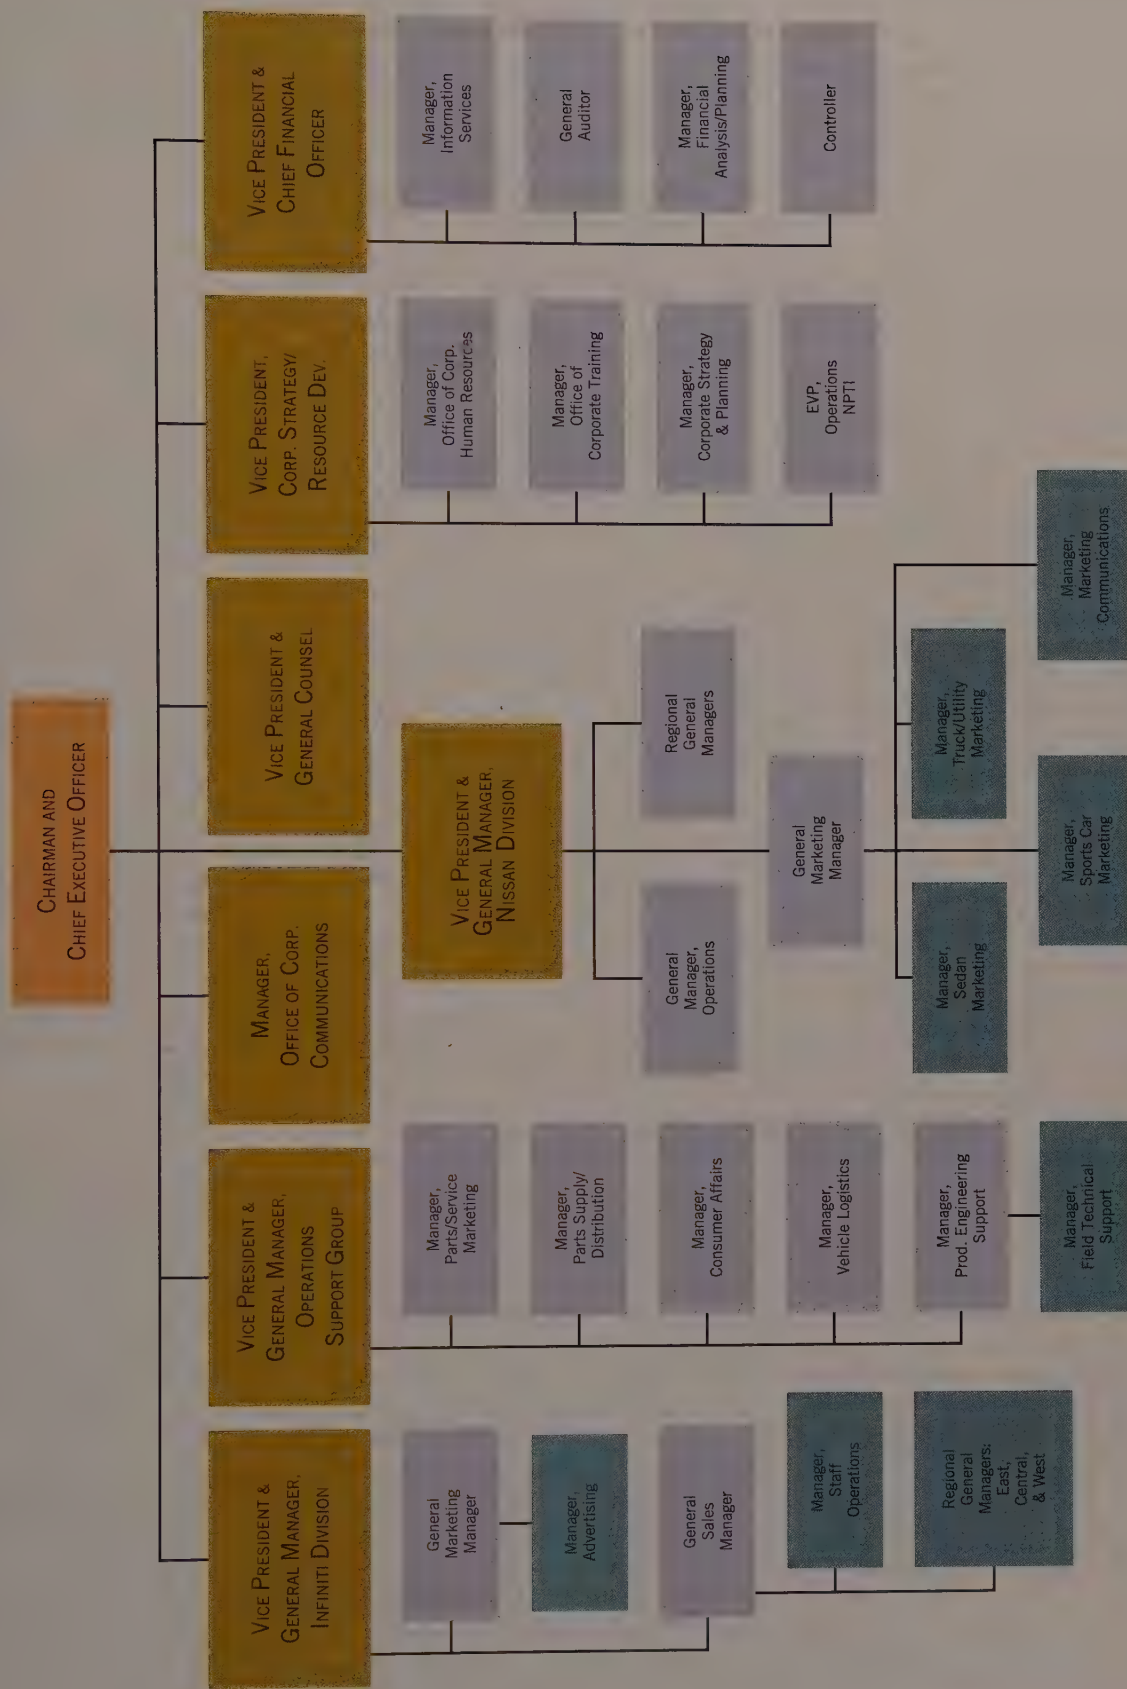 CHAIRMAN AND
CHIEF EXECUTIVE OFFICER
VICE PRESIDENT &
GENERAL MANAGER,
INFINITI DIVISION
VICE PRESIDENT &
GENERAL MANAGER,
OPERATIONS
SUPPORT GROUP
MANAGER,
OFFICE OF CORP.
COMMUNICATIONS
VICE PRESIDENT &
GENERAL COUNSEL
VICE PRESIDENT,
CORP. STRATEGY/
RESOURCE DEV.
VICE PRESIDENT &
CHIEF FINANCIAL
OFFICER
General
Marketing
Manager
Manager,
Advertising
General
Sales
Manager
Manager,
Staff
Operations
Regional
General
Managers:
East,
Central,
& West
Manager,
Parts/Service
Marketing
Manager,
Parts Supply/
Distribution
Manager,
Consumer Affairs
Manager,
Vehicle Logistics
Manager,
Prod. Engineering
Support
Manager,
Field Technical
Support
VICE PRESIDENT &
GENERAL MANAGER,
NISSAN DIVISION
General
Manager,
Operations
Regional
General
Managers
General
Marketing
Manager
Manager,
Sedan
Marketing
Manager,
Truck/Utility
Marketing
Manager,
Sports Car
Marketing
Manager,
Marketing
Communications
Manager,
Office of Corp.
Human Resources
Manager,
Office of
Corporate Training
Manager,
Corporate Strategy
& Planning
EVP,
Operations
NPTI
Manager,
Information
Services
General
Auditor
Manager,
Financial
Analysis/Planning
Controller